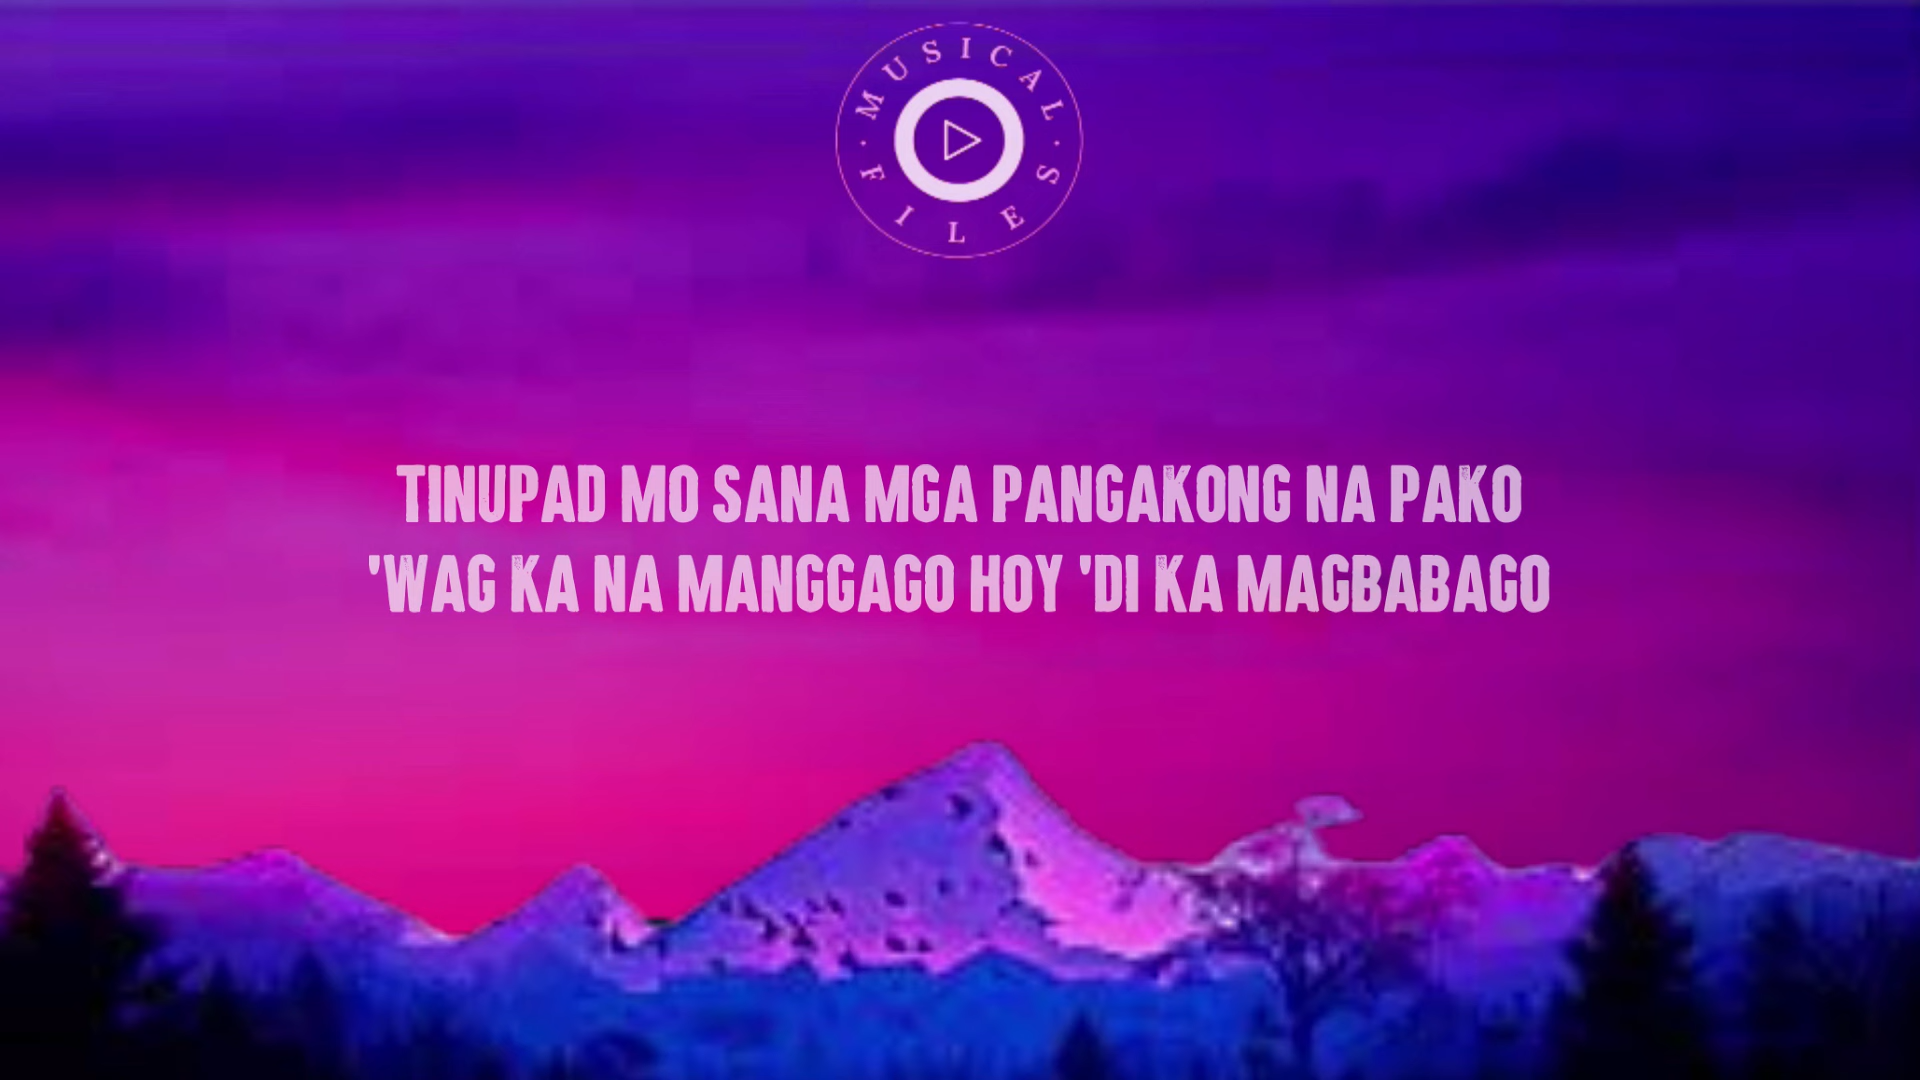 · MUSICAL ·
FILES
TINUPAD MO SANA MGA PANGAKONG NA PAKO
'WAG KA NA MANGGAGO HOY 'DI KA MAGBABAGO